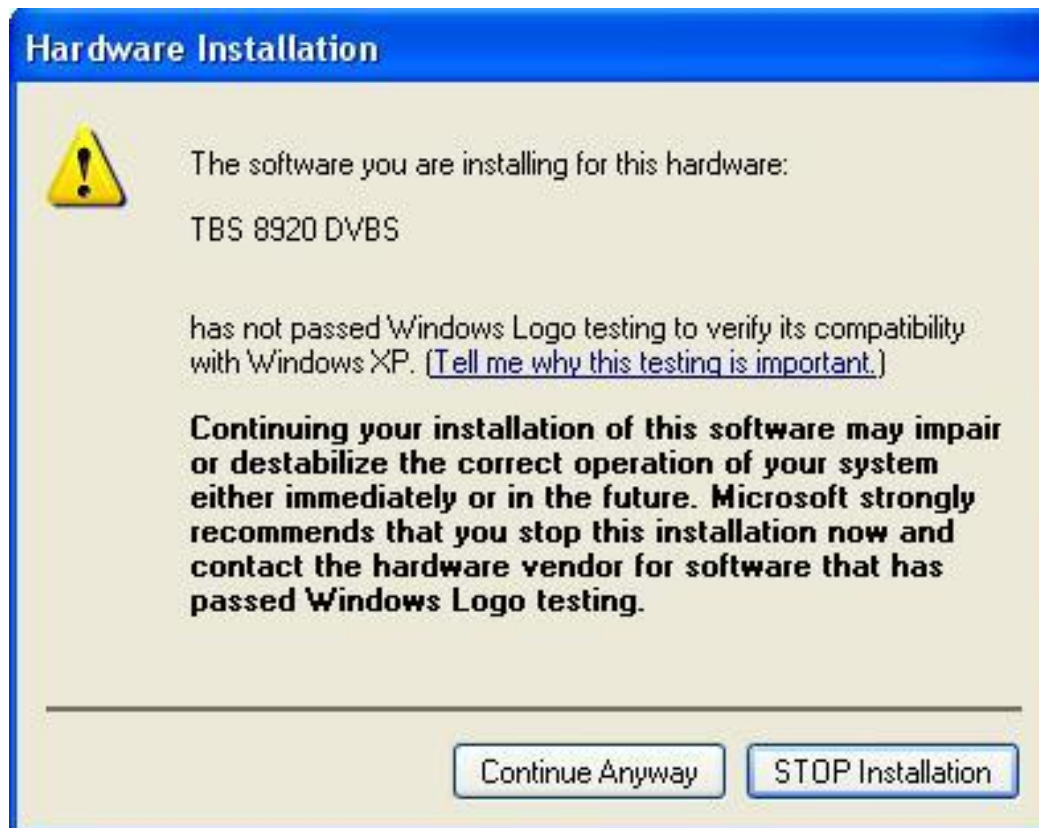 Hardware Installation
The software you are installing for this hardware:
TBS 8920 DVBS
has not passed Windows Logo testing to verify its compatibility
with Windows XP. (Tell me why this testing is important.)
Continuing your installation of this software may impair
or destabilize the correct operation of your system
either immediately or in the future. Microsoft strongly
recommends that you stop this installation now and
contact the hardware vendor for software that has
passed Windows Logo testing.
Continue Anyway
STOP Installation